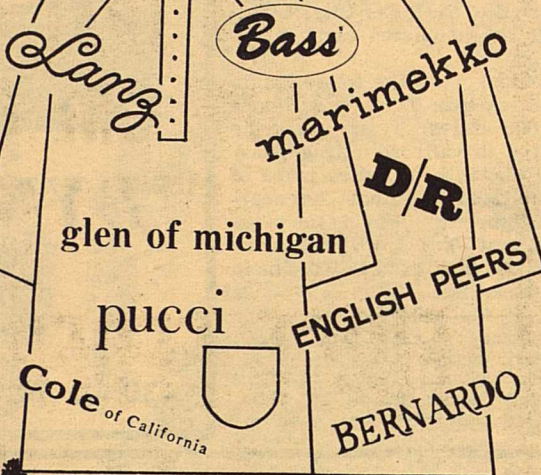 Lanz
Bass
marimekko
D/R
glen of michigan
ENGLISH PEERS
pucci
Cole of California
BERNARDO